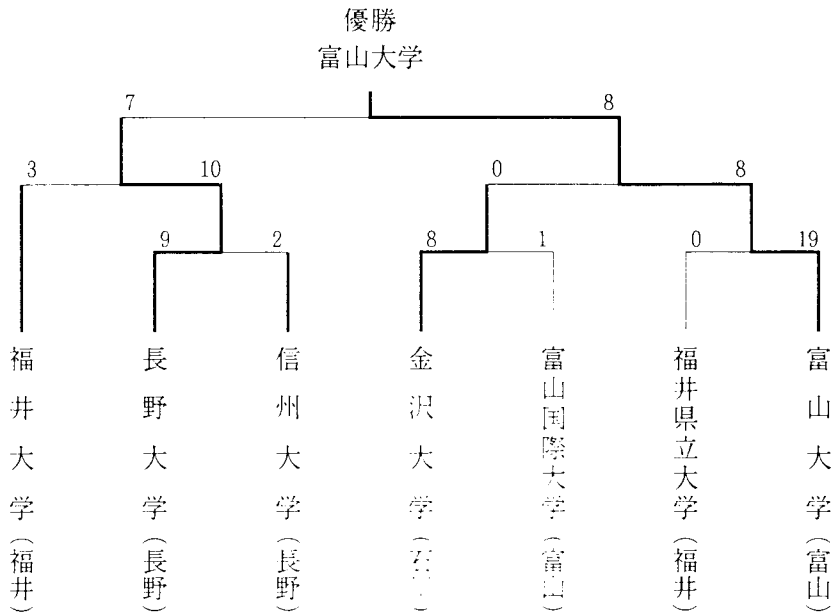 優勝
富山大学
7
8
3
10
0
8
9
2
8
1
0
19
福井大学（福井）
長野大学（長野）
信州大学（長野）
金沢大学（石
富山国際大学（富山）
福井県立大学（福井）
富山大学（富山）